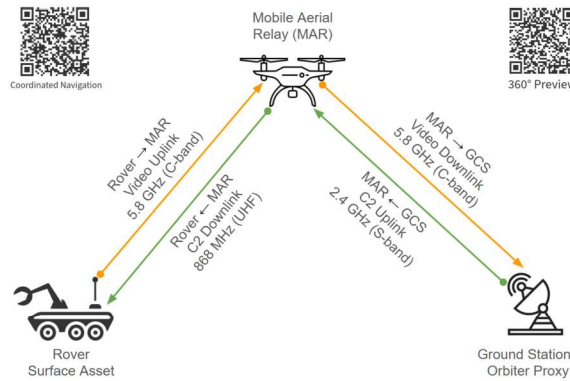 Mobile Aerial
Relay (MAR)
Coordinated Navigation
360° Preview
Rover → MAR
Video Uplink
5.8 GHz (C-band)
Rover ← MAR
C2 Downlink
868 MHz (UHF)
MAR → GCS
Video Downlink
5.8 GHz (C-band)
MAR ← GCS
C2 Uplink
2.4 GHz (S-band)
Rover
Surface Asset
Ground Station
Orbiter Proxy